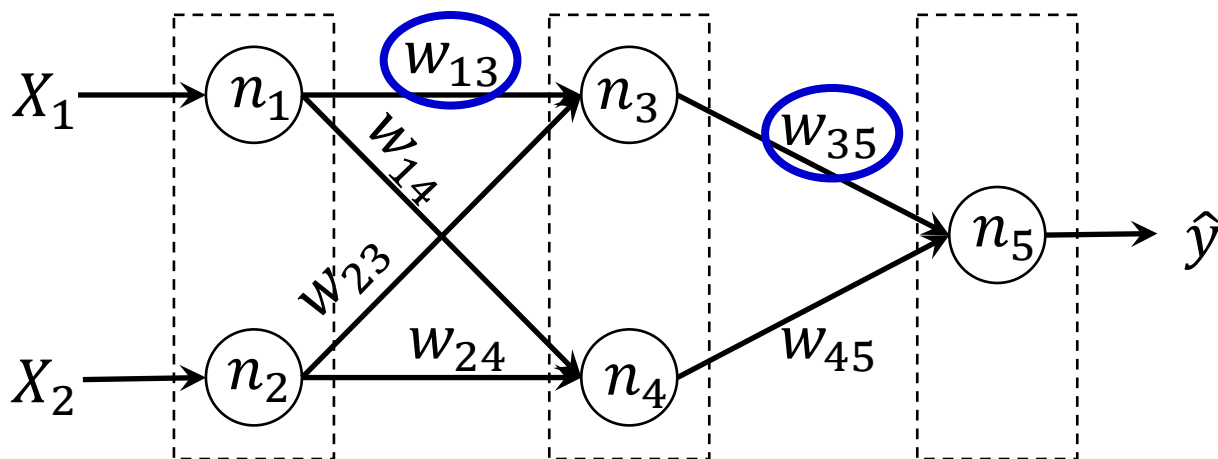 X₁
n₁
w₁₃
n₃
w₁₄
w₃₅
n₅
ŷ
w₂₃
X₂
n₂
w₂₄
n₄
w₄₅